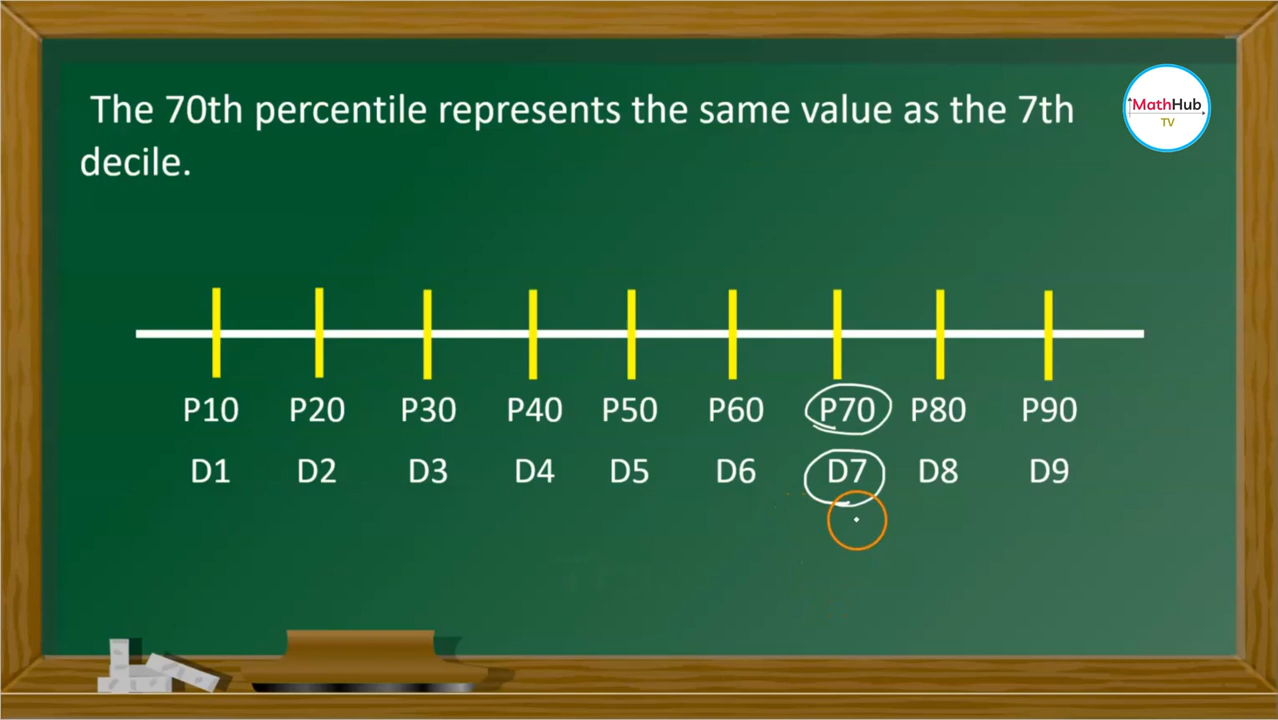 The 70th percentile represents the same value as the 7th
decile.
MathHub
TV
P10 P20 P30 P40 P50 P60 P70 P80 P90
D1 D2 D3 D4 D5 D6 D7 D8 D9